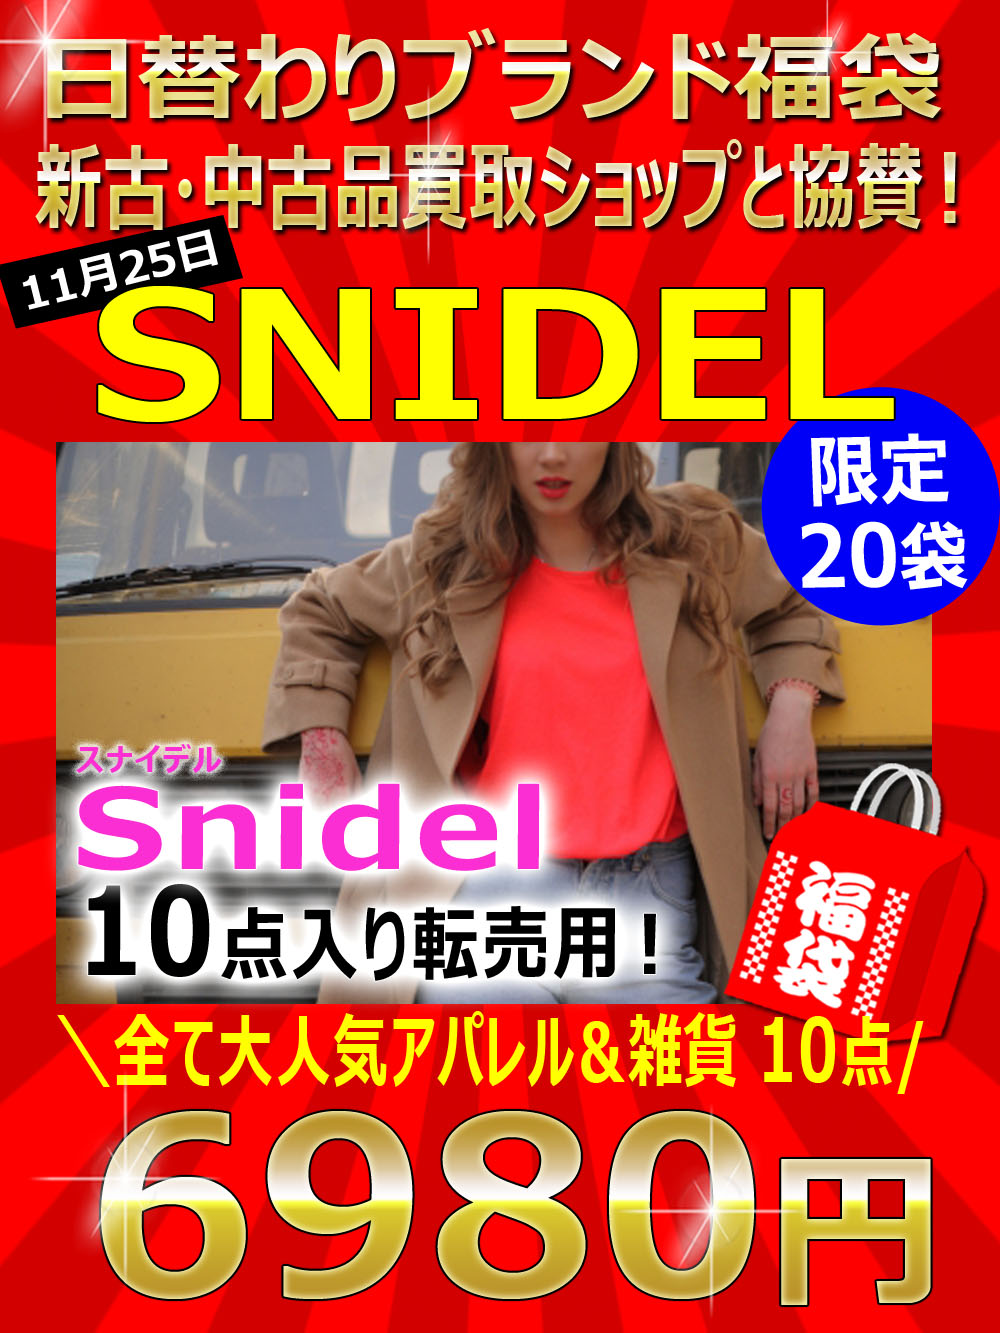 日替わりブランド福袋
新古・中古品買取ショップと協賛！
11月25日
SNIDEL
限定
20袋
スナイデル
Snidel
10点入り転売用！
福袋
\全て大人気アパレル＆雑貨 10点/
6980円